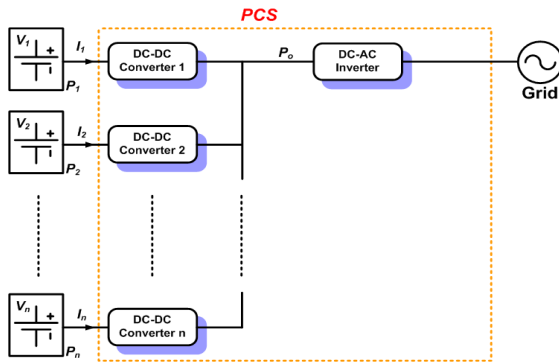 PCS
V1
I1
P1
DC-DC
Converter 1
Po
DC-AC
Inverter
Grid
V2
I2
P2
DC-DC
Converter 2
Vn
In
Pn
DC-DC
Converter n